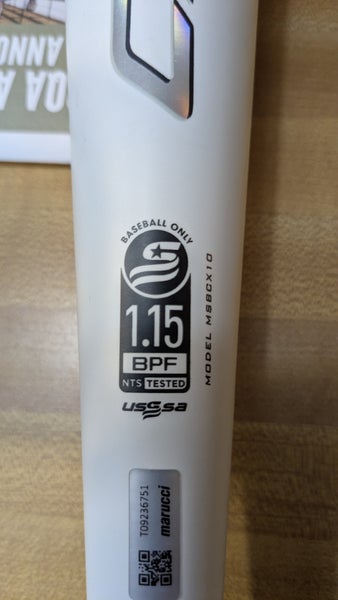 BASEBALL ONLY
1.15
BPF
NTS TESTED
usssa
MODEL MSBCX10
T09236751
marucci